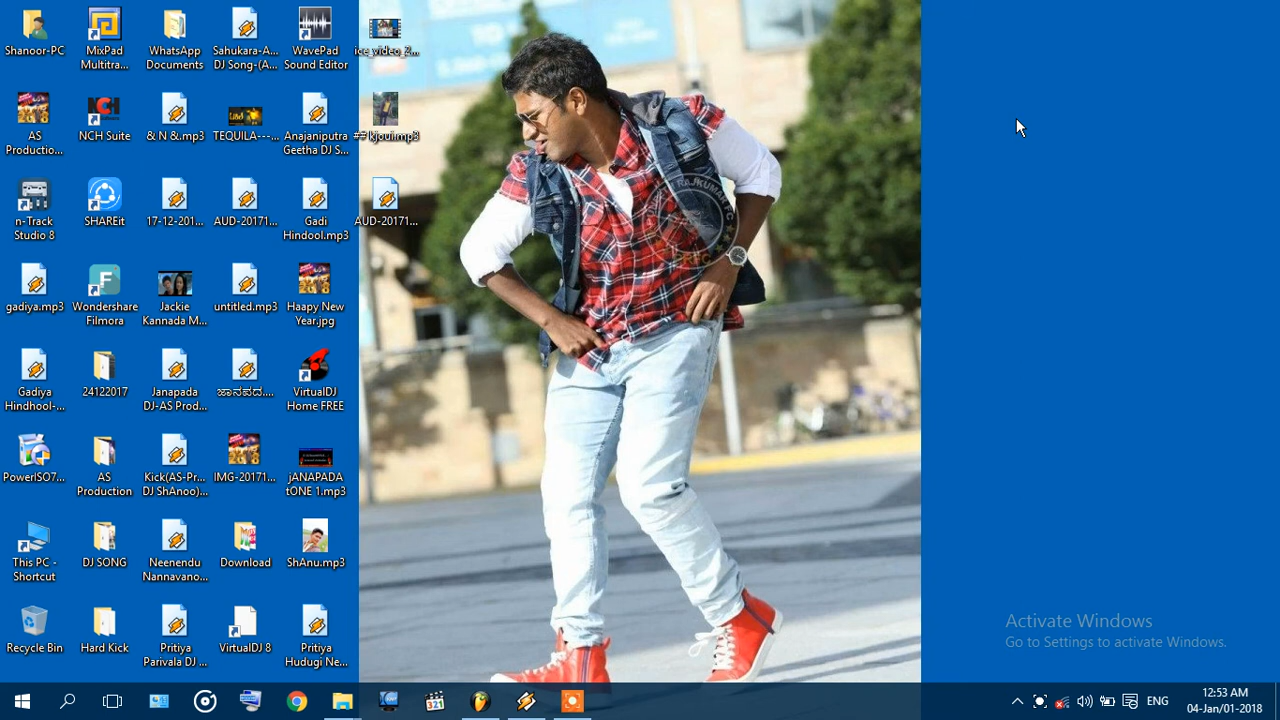 Shanoor-PC
MixPad
Multitra...
WhatsApp
Documents
Sahukara-A...
DJ Song-(A...
WavePad
Sound Editor
ice_video_2...
AS
Productio...
NCH Suite
& N &.mp3
TEQUILA---...
Anajaniputra
Geetha DJ S...
## kjoui.mp3
n-Track
Studio 8
SHAREit
17-12-201...
AUD-20171...
Gadi
Hindool.mp3
AUD-20171...
gadiya.mp3
Wondershare
Filmora
Jackie
Kannada M...
untitled.mp3
Haapy New
Year.jpg
Gadiya
Hindhool-...
24122017
Janapada
DJ-AS Prod...
ಜಾನಪದ....
VirtualDJ
Home FREE
PowerISO7...
AS
Production
Kick(AS-Pr...
DJ ShAnoo)...
IMG-20171...
jANAPADA
tONE 1.mp3
This PC -
Shortcut
DJ SONG
Neenendu
Nannavano...
Download
ShAnu.mp3
Recycle Bin
Hard Kick
Pritiya
Parivala DJ ...
VirtualDJ 8
Pritiya
Hudugi Ne...
Activate Windows
Go to Settings to activate Windows.
ENG
12:53 AM
04-Jan/01-2018